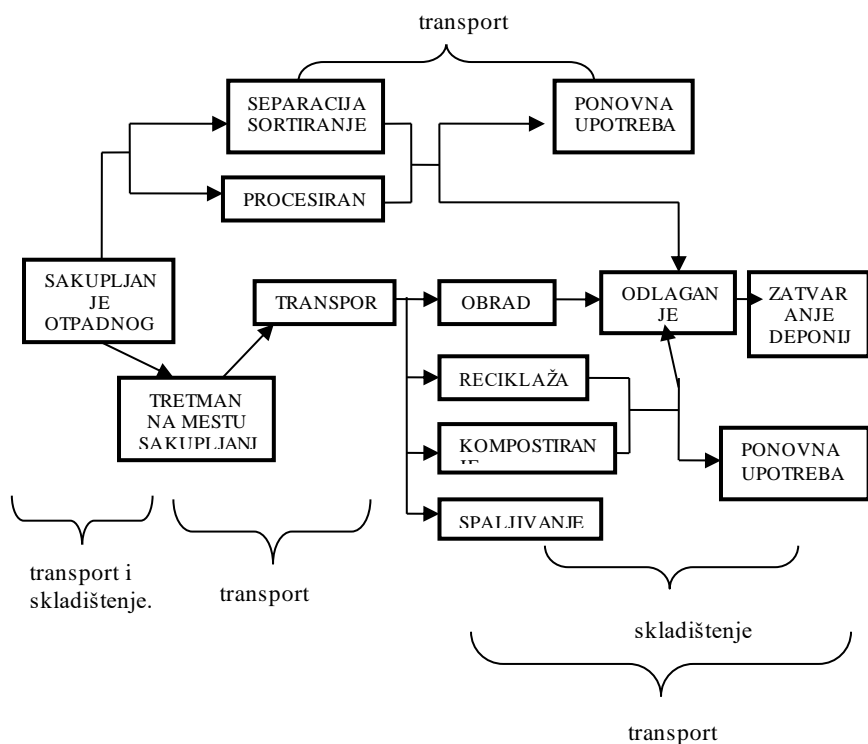 transport
SEPARACIJA
SORTIRANJE
PONOVNA
UPOTREBA
PROCESIRAN
SAKUPLJAN
JE
OTPADNOG
TRANSPOR
OBRAD
ODLAGAN
JE
ZATVAR
ANJE
DEPONIJ
TRETMAN
NA MESTU
SAKUPLJANJ
RECIKLAŽA
KOMPOSTIRAN
JE
PONOVNA
UPOTREBA
SPALJIVANJE
transport i
skladištenje.
transport
skladištenje
transport